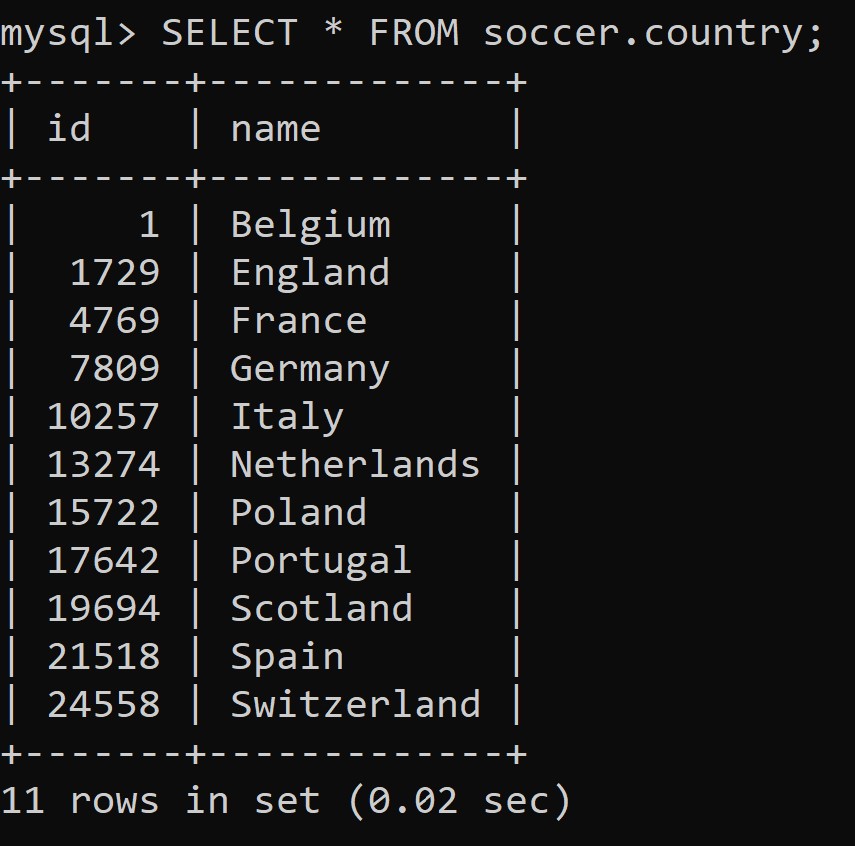 mysql> SELECT * FROM soccer.country;
+-------+-------------+
| id    | name        |
+-------+-------------+
|     1 | Belgium     |
|  1729 | England     |
|  4769 | France      |
|  7809 | Germany     |
| 10257 | Italy       |
| 13274 | Netherlands |
| 15722 | Poland      |
| 17642 | Portugal    |
| 19694 | Scotland    |
| 21518 | Spain       |
| 24558 | Switzerland |
+-------+-------------+
11 rows in set (0.02 sec)